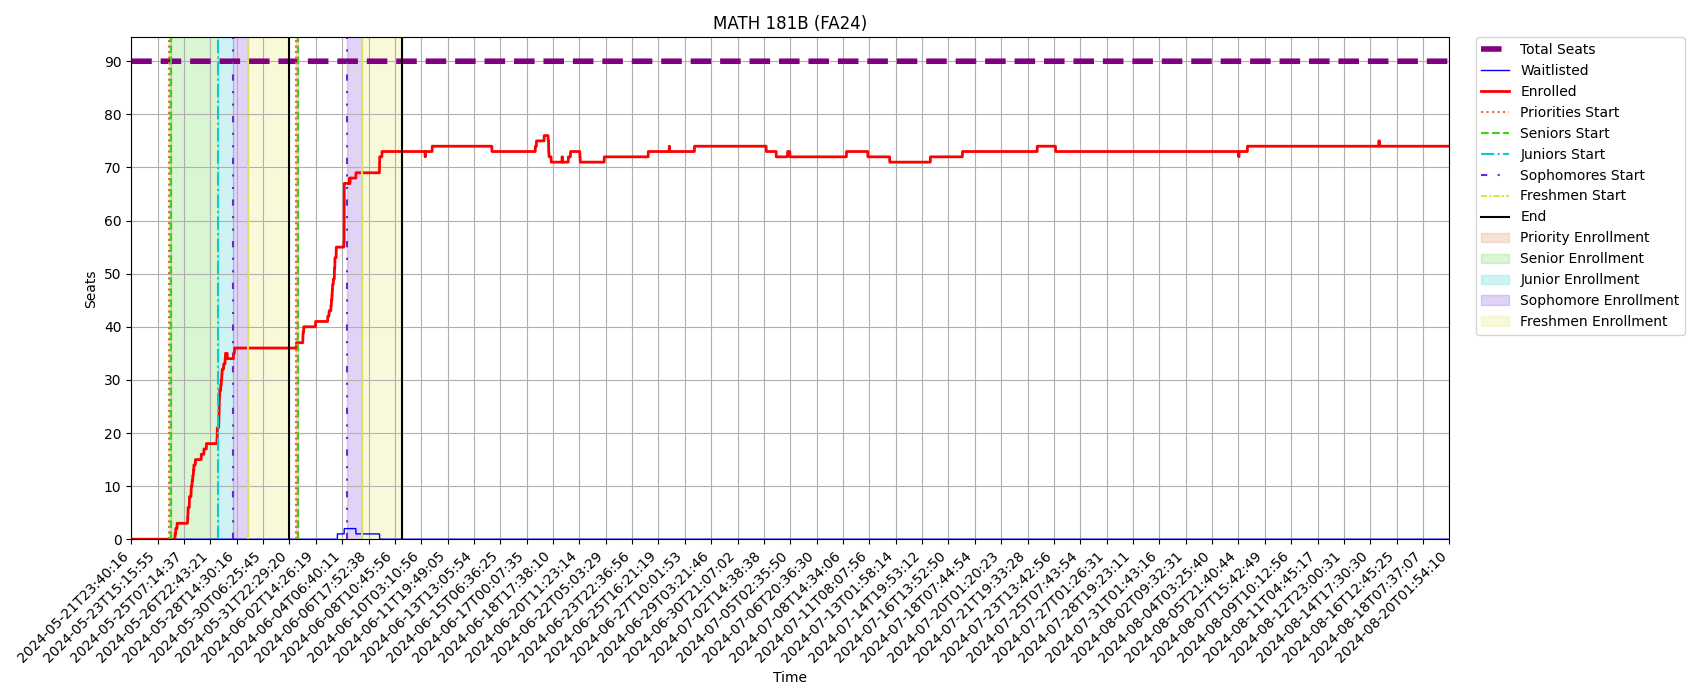 MATH 181B (FA24)
Seats
90
80
70
60
50
40
30
20
10
0
2024-05-21T23:40:16
2024-05-23T15:15:55
2024-05-25T07:14:37
2024-05-26T22:43:21
2024-05-28T14:30:16
2024-05-30T06:25:45
2024-05-31T22:29:20
2024-06-02T14:26:19
2024-06-04T06:40:11
2024-06-06T17:52:38
2024-06-08T10:45:56
2024-06-10T03:10:56
2024-06-11T19:49:05
2024-06-13T13:05:54
2024-06-15T06:36:25
2024-06-17T00:07:35
2024-06-18T17:38:10
2024-06-20T11:23:14
2024-06-22T05:03:29
2024-06-23T22:36:56
2024-06-25T16:21:19
2024-06-27T10:01:53
2024-06-29T03:21:46
2024-06-30T21:07:02
2024-07-02T14:38:38
2024-07-05T02:35:50
2024-07-06T20:36:30
2024-07-08T14:34:06
2024-07-11T08:07:56
2024-07-13T01:58:14
2024-07-14T19:53:12
2024-07-16T13:52:50
2024-07-18T07:44:54
2024-07-20T01:20:23
2024-07-21T19:33:28
2024-07-23T13:42:56
2024-07-25T07:43:54
2024-07-27T01:26:31
2024-07-28T19:23:11
2024-07-31T01:43:16
2024-08-02T09:32:31
2024-08-04T03:25:40
2024-08-05T21:40:44
2024-08-07T15:42:49
2024-08-09T10:12:56
2024-08-11T04:45:17
2024-08-12T23:00:31
2024-08-14T17:30:30
2024-08-16T12:45:25
2024-08-18T07:37:07
2024-08-20T01:54:10
Time
Total Seats
Waitlisted
Enrolled
Priorities Start
Seniors Start
Juniors Start
Sophomores Start
Freshmen Start
End
Priority Enrollment
Senior Enrollment
Junior Enrollment
Sophomore Enrollment
Freshmen Enrollment